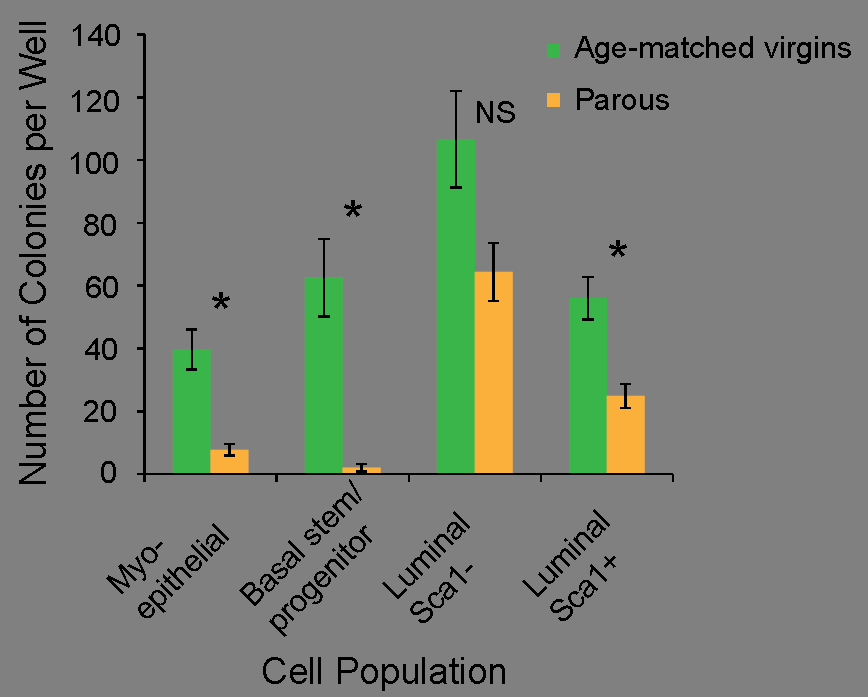 Number of Colonies per Well
140
120
100
80
60
40
20
0
Age-matched virgins
Parous
*
*
NS
*
Myo-
epithelial
Basal stem/
progenitor
Luminal
Sca1-
Luminal
Sca1+
Cell Population